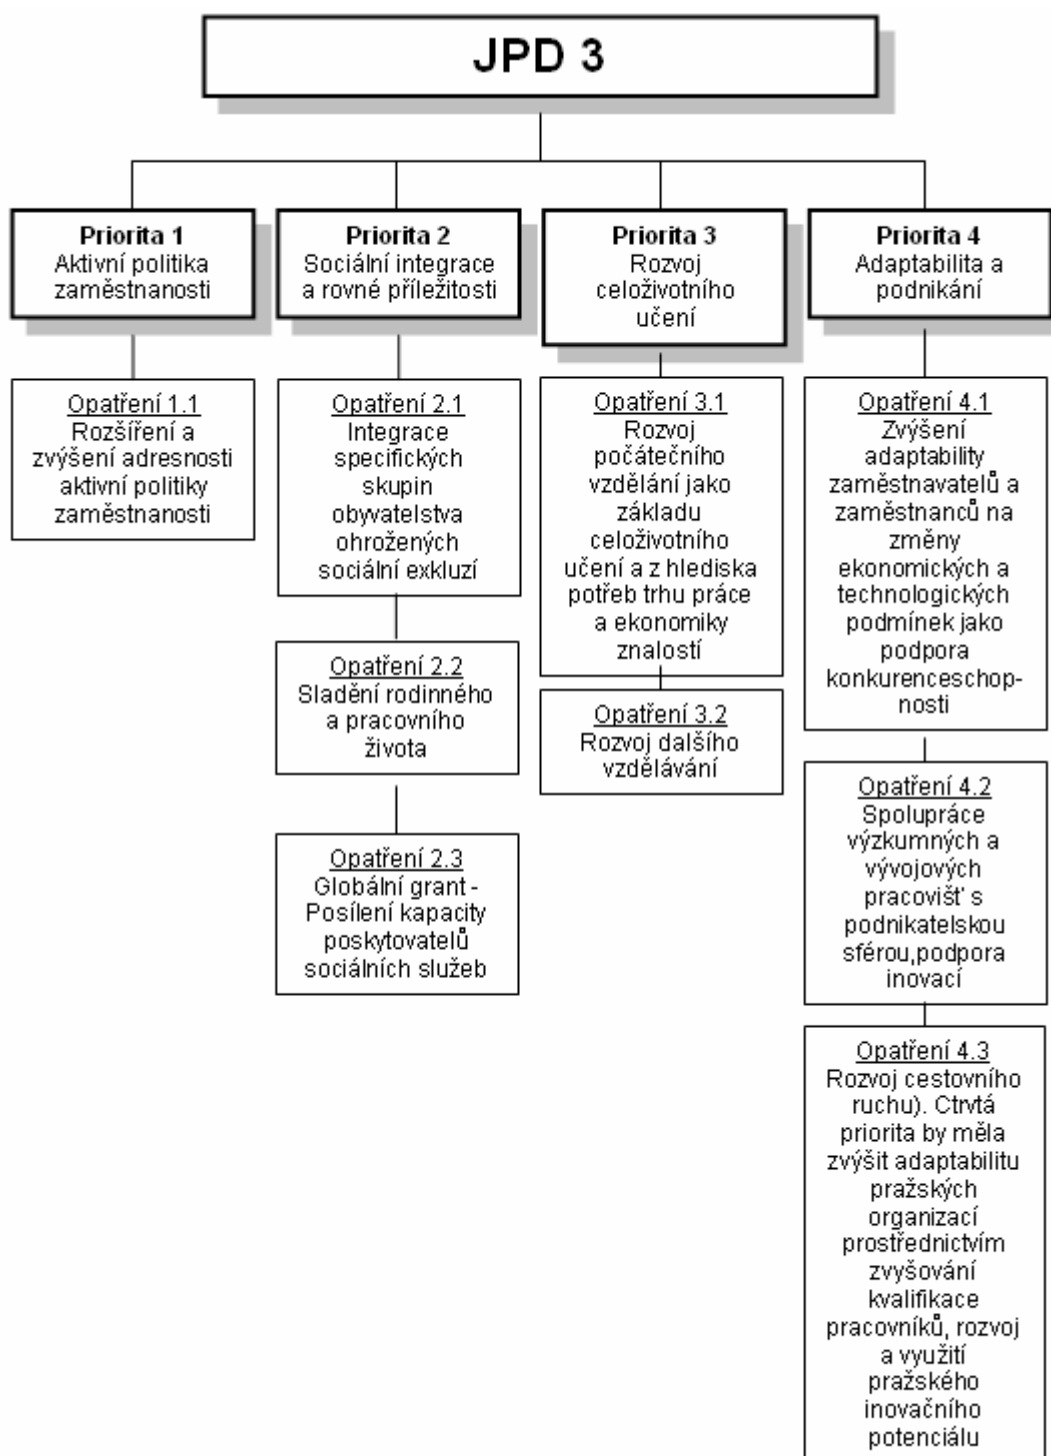 JPD 3
Priorita 1
Aktivní politika
zaměstnanosti
Priorita 2
Sociální integrace
a rovné příležitosti
Priorita 3
Rozvoj
celoživotního
učení
Priorita 4
Adaptabilita a
podnikání
Opatření 1.1
Rozšíření a
zvýšení adresnosti
aktivní politiky
zaměstnanosti
Opatření 2.1
Integrace
specifických
skupin
obyvatelstva
ohrožených
sociální exkluzí
Opatření 2.2
Sladění rodinného
a pracovního
života
Opatření 2.3
Globální grant -
Posílení kapacity
poskytovatelů
sociálních služeb
Opatření 3.1
Rozvoj
počátečního
vzdělání jako
základu
celoživotního
učení a z hlediska
potřeb trhu práce
a ekonomiky
znalostí
Opatření 3.2
Rozvoj dalšího
vzdělávání
Opatření 4.1
Zvýšení
adaptability
zaměstnavatelů a
zaměstnanců na
změny
ekonomických a
technologických
podmínek jako
podpora
konkurenceschop-
nosti
Opatření 4.2
Spolupráce
výzkumných a
vývojových
pracovišť s
podnikatelskou
sférou,podpora
inovací
Opatření 4.3
Rozvoj cestovního
ruchu). Ctrvtá
priorita by měla
zvýšit adaptabilitu
pražských
organizací
prostřednictvím
zvyšování
kvalifikace
pracovníků, rozvoj
a využití
pražského
inovačního
potenciálu